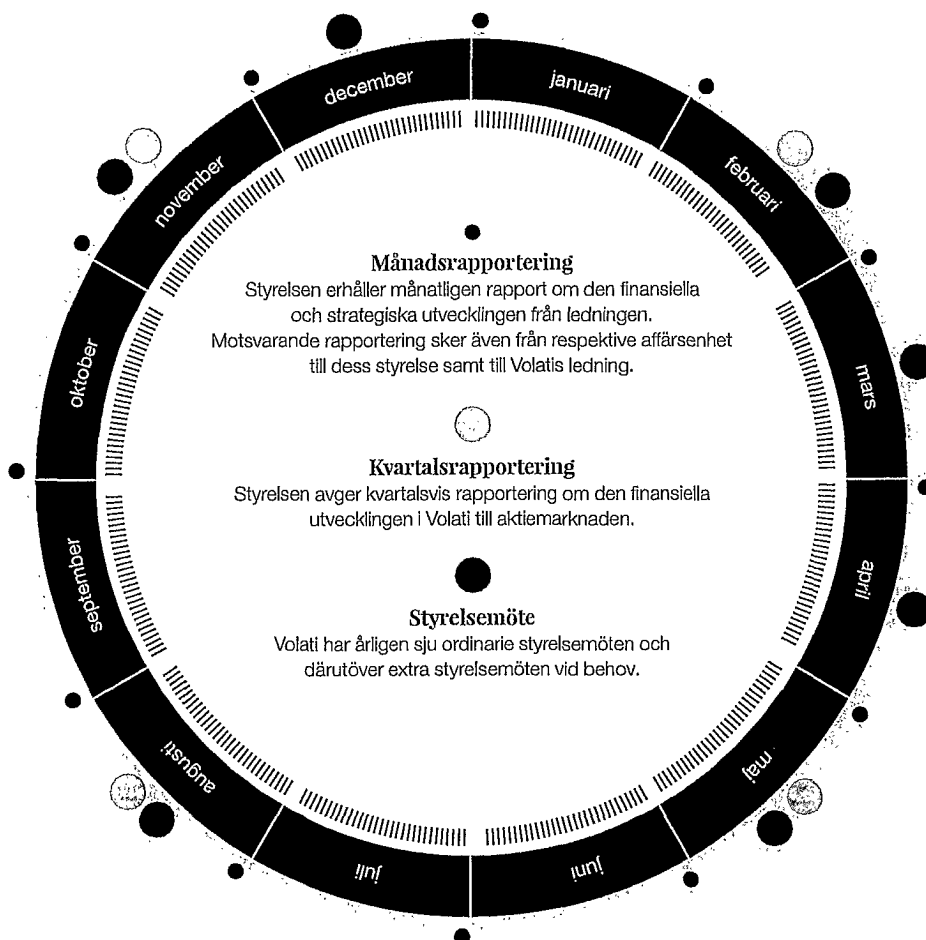 december
januari
november
februari
Månadsrapportering
Styrelsen erhåller månatligen rapport om den finansiella
och strategiska utvecklingen från ledningen.
Motsvarande rapportering sker även från respektive affärsenhet
till dess styrelse samt till Volatis ledning.
oktober
mars
Kvartalsrapportering
Styrelsen avger kvartalsvis rapportering om den finansiella
utvecklingen i Volati till aktiemarknaden.
september
april
Styrelsemöte
Volati har årligen sju ordinarie styrelsemöten och
därutöver extra styrelsemöten vid behov.
augusti
maj
juli
juni